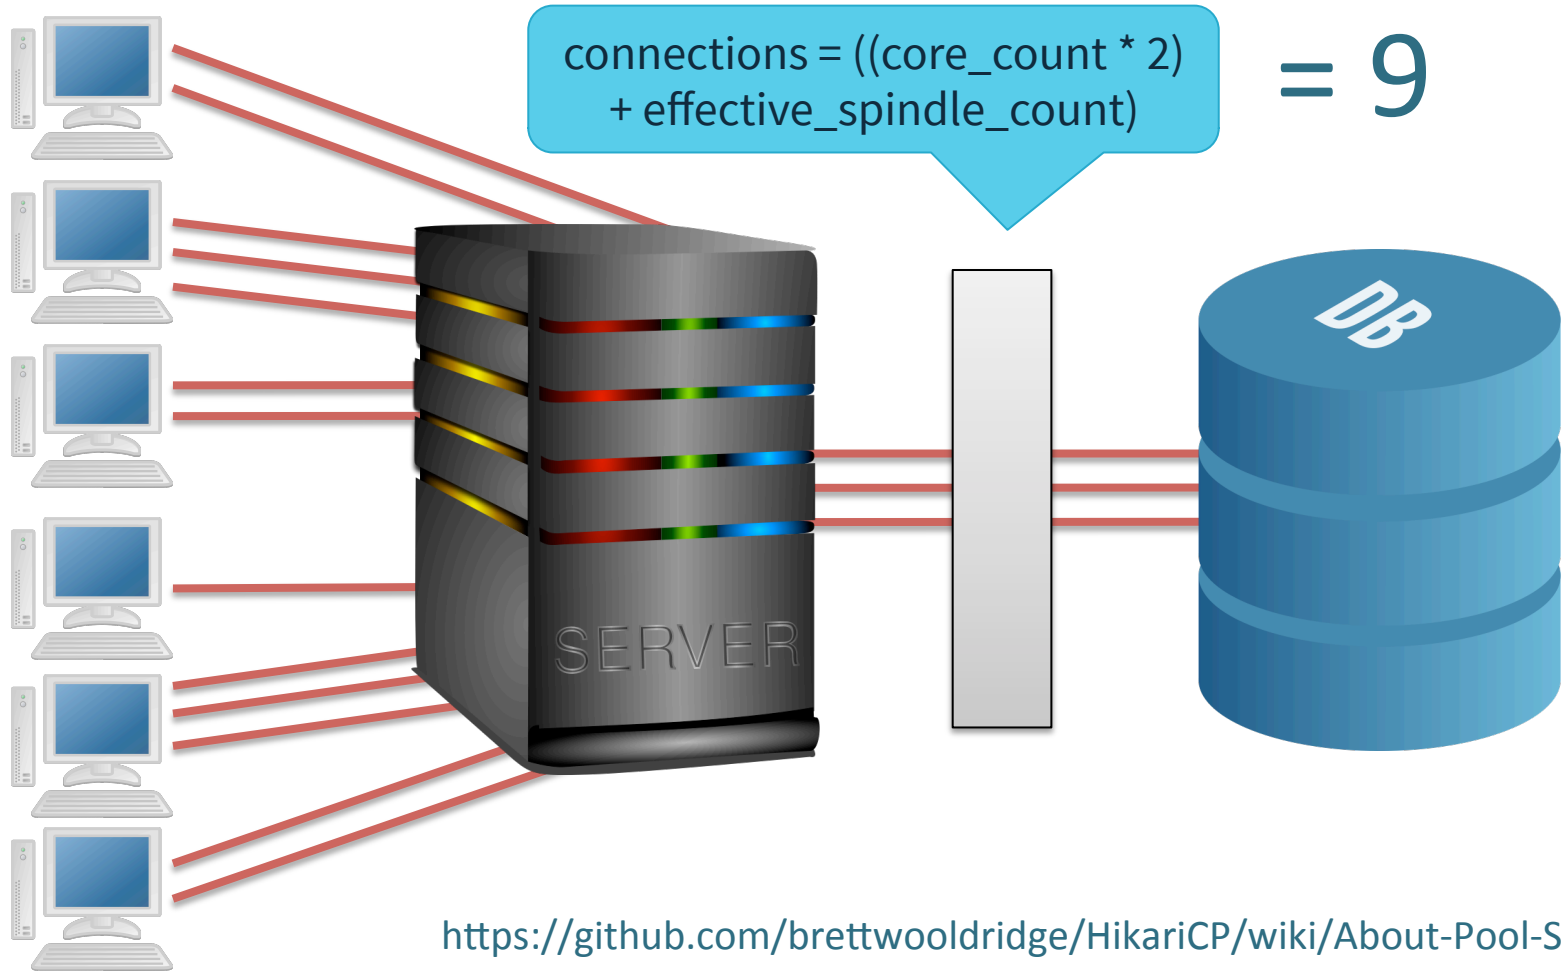 connections = ((core_count * 2)
+ effective_spindle_count)
= 9
DB
SERVER
https://github.com/brettwooldridge/HikariCP/wiki/About-Pool-S